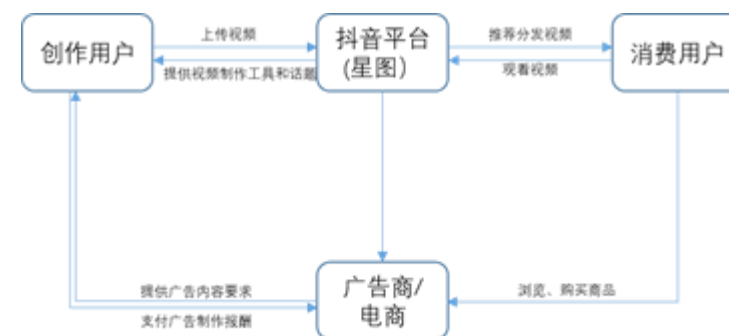 上传视频
推荐分发视频
创作用户
抖音平台
(星图）
消费用户
提供视频制作工具和话题
观看视频
提供广告内容要求
支付广告制作报酬
广告商/
电商
浏览、购买商品